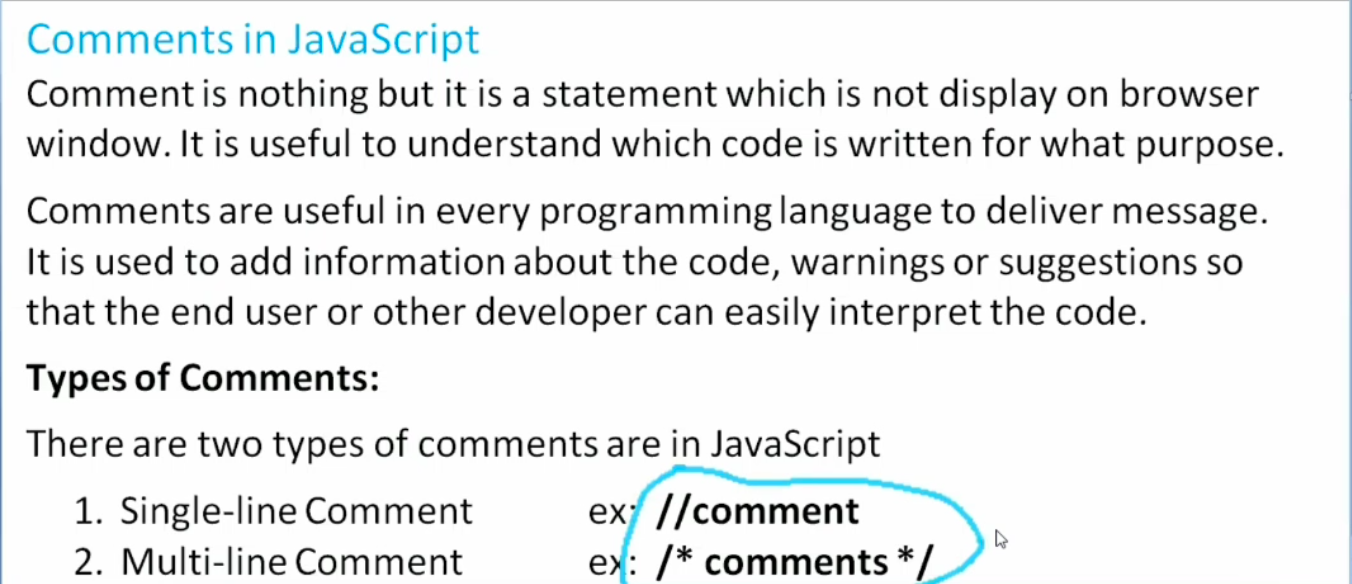 Comments in JavaScript
Comment is nothing but it is a statement which is not display on browser
window. It is useful to understand which code is written for what purpose.
Comments are useful in every programming language to deliver message.
It is used to add information about the code, warnings or suggestions so
that the end user or other developer can easily interpret the code.
Types of Comments:
There are two types of comments are in JavaScript
1. Single-line Comment ex: //comment
2. Multi-line Comment ex: /* comments */